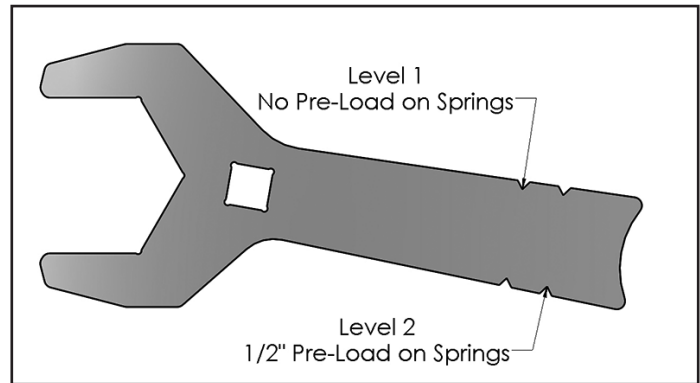 Level 1
No Pre-Load on Springs
Level 2
1/2" Pre-Load on Springs